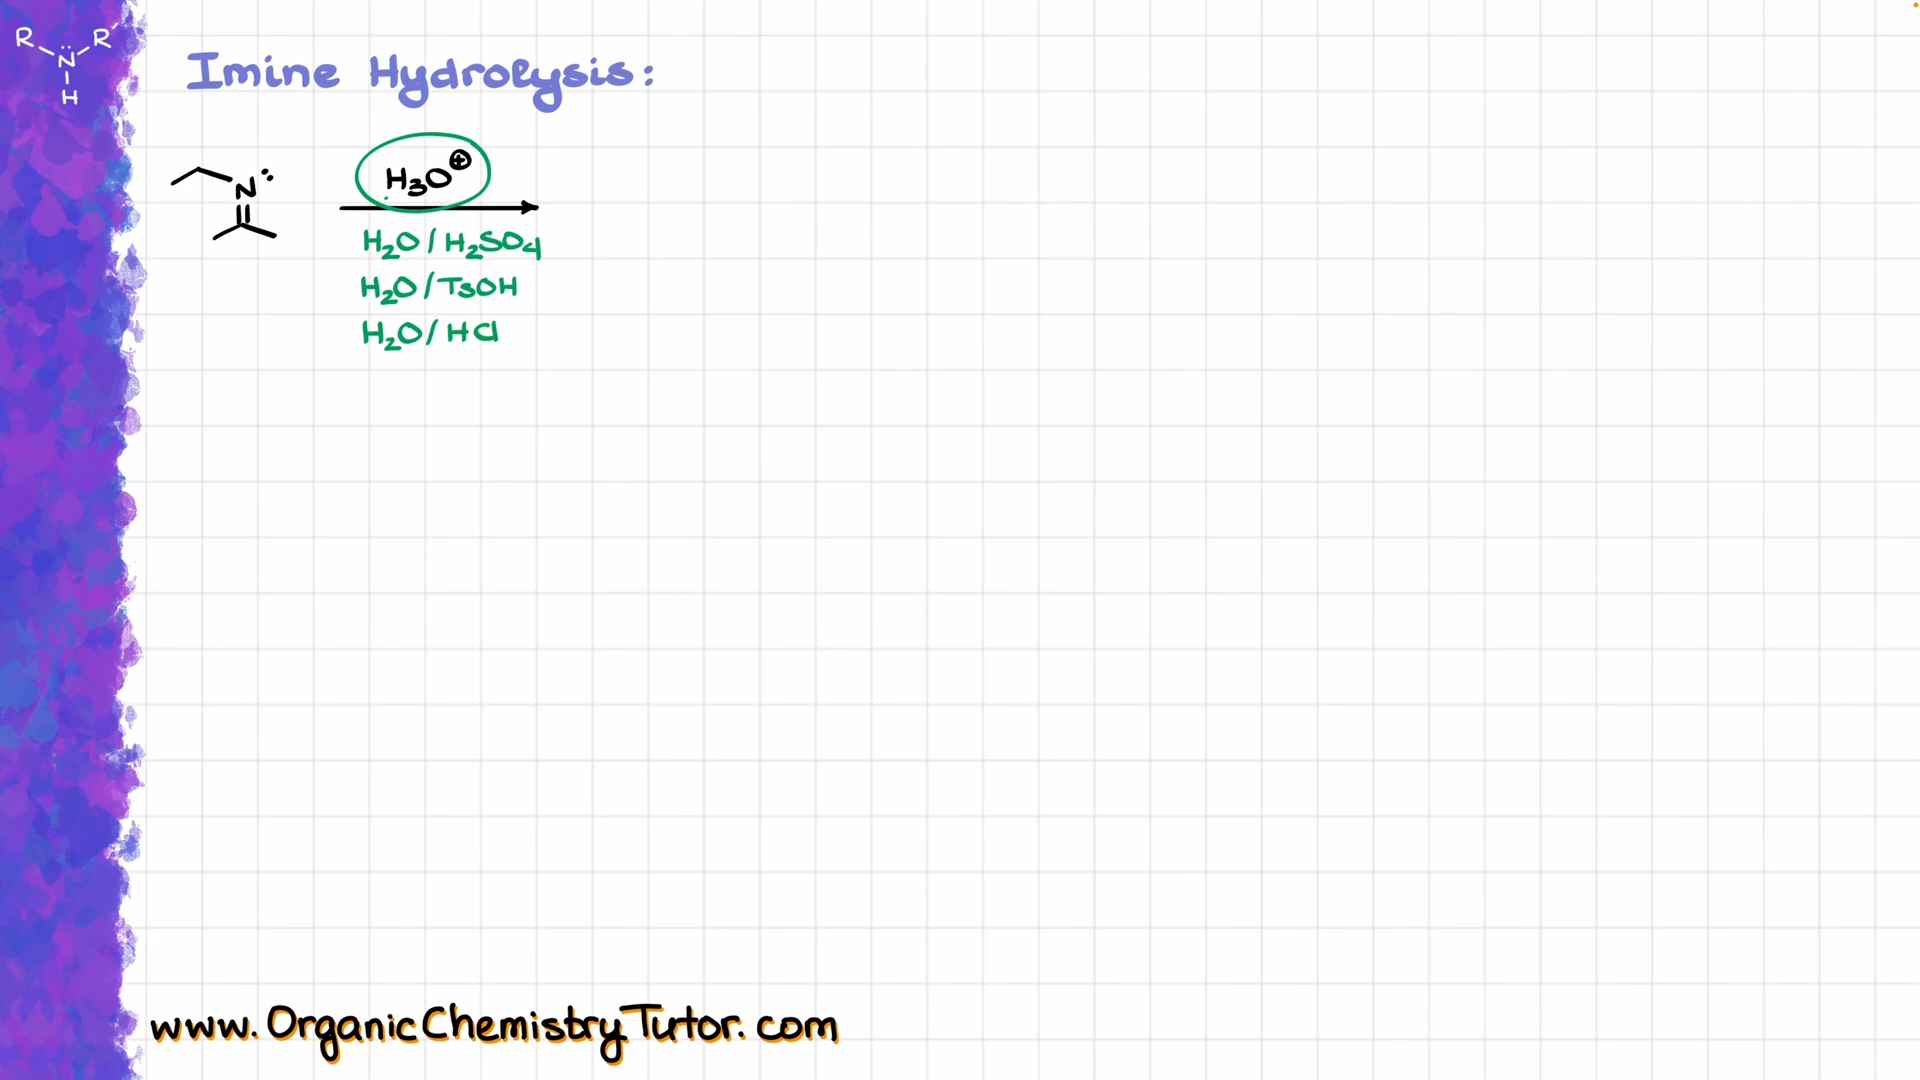 R R'
N̈
H
Imine Hydrolysis:
H₃O⊕
N:
H₂O/H₂SO₄
H₂O/TsOH
H₂O/HCl
www.OrganicChemistryTutor.com